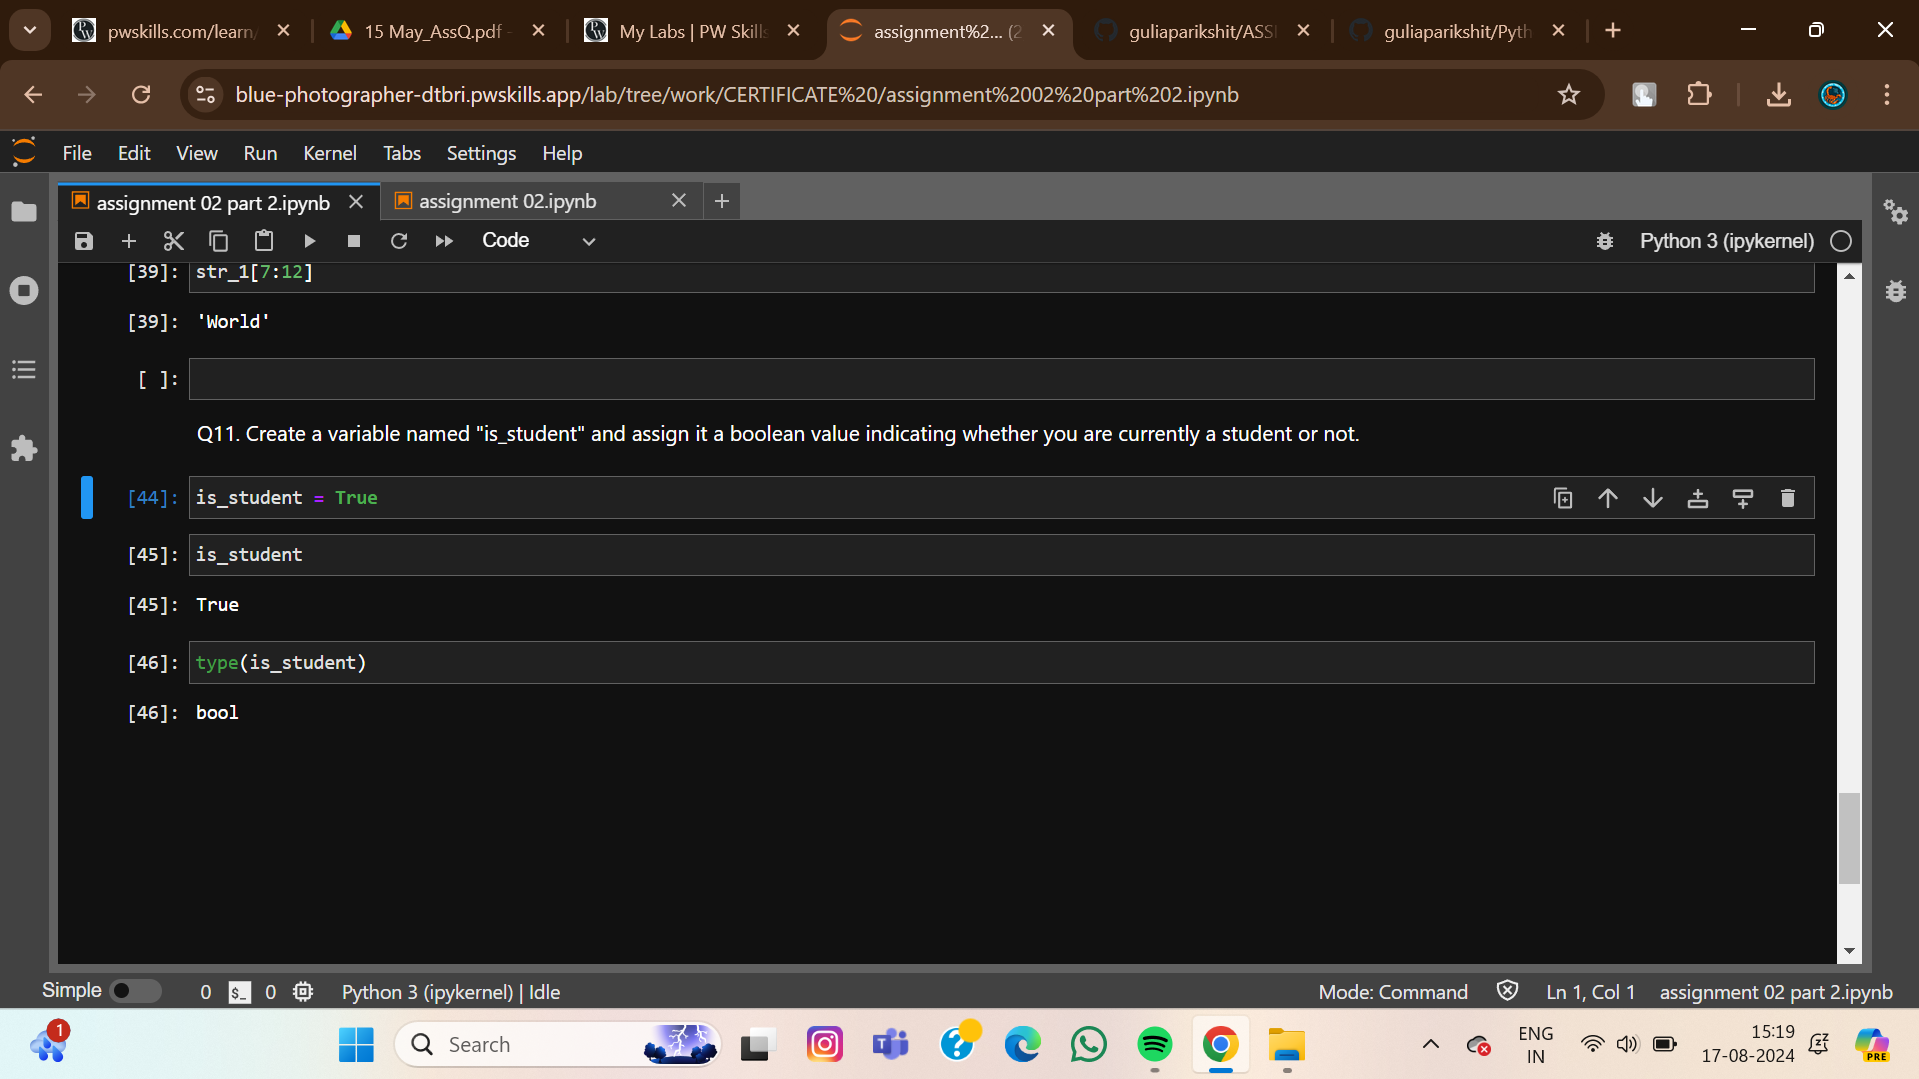 pwskills.com/learn/
15 May_AssQ.pdf -
My Labs | PW Skills
assignment%2... (2
guliaparikshit/ASSI
guliaparikshit/Pyth
blue-photographer-dtbri.pwskills.app/lab/tree/work/CERTIFICATE%20/assignment%2002%20part%202.ipynb
File Edit View Run Kernel Tabs Settings Help
assignment 02 part 2.ipynb
assignment 02.ipynb
Code
Python 3 (ipykernel)
[39]: str_1[7:12]
[39]: 'World'
[ ]:
Q11. Create a variable named "is_student" and assign it a boolean value indicating whether you are currently a student or not.
[44]: is_student = True
[45]: is_student
[45]: True
[46]: type(is_student)
[46]: bool
Simple 0 $_ 0 Python 3 (ipykernel) | Idle
Mode: Command Ln 1, Col 1 assignment 02 part 2.ipynb
1
Search
ENG
IN
15:19
17-08-2024
PRE